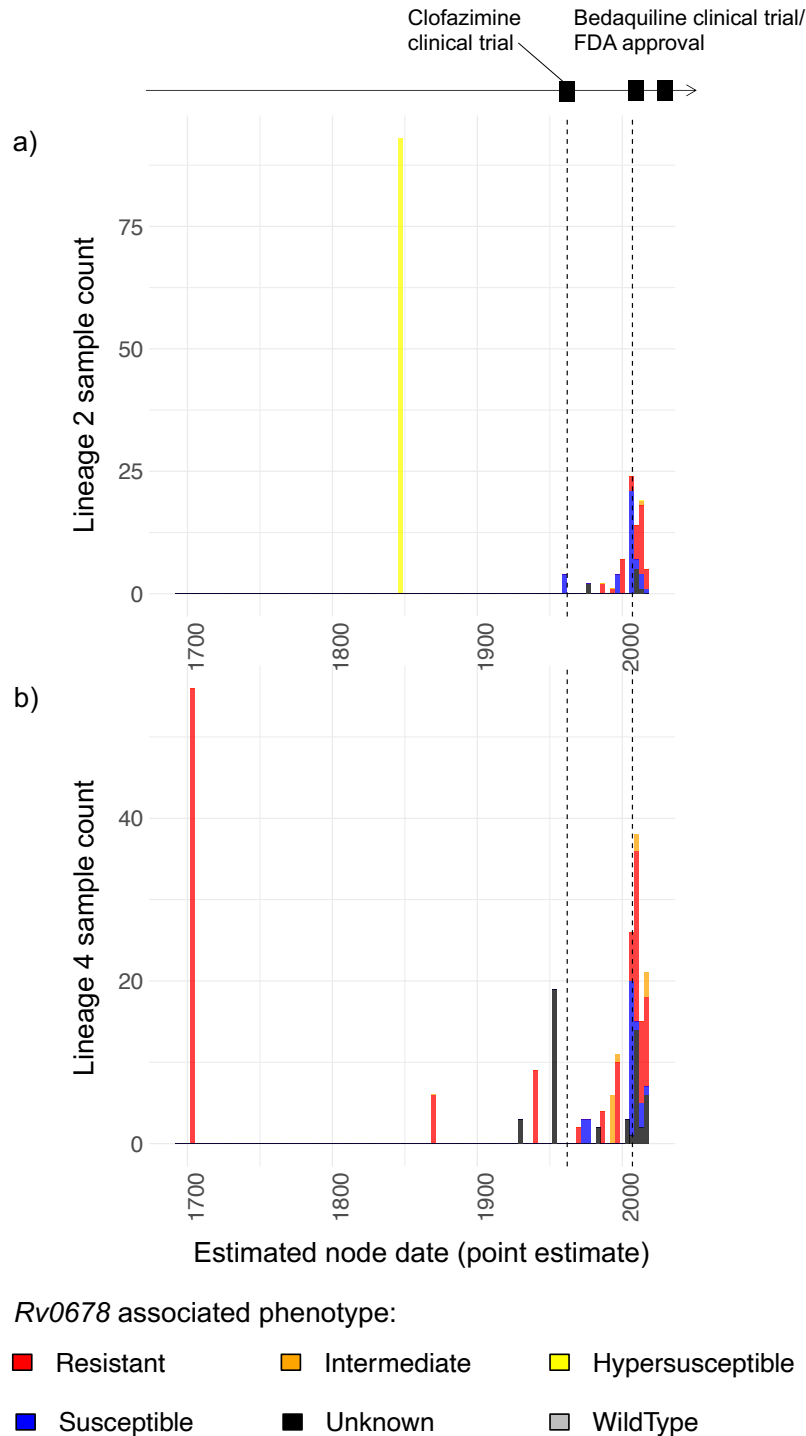 Clofazimine
clinical trial
Bedaquiline clinical trial/
FDA approval
a)
Lineage 2 sample count
75
50
25
0
1700
1800
1900
2000
b)
Lineage 4 sample count
40
20
0
1700
1800
1900
2000
Estimated node date (point estimate)
Rv0678 associated phenotype:
Resistant
Intermediate
Hypersusceptible
Susceptible
Unknown
WildType